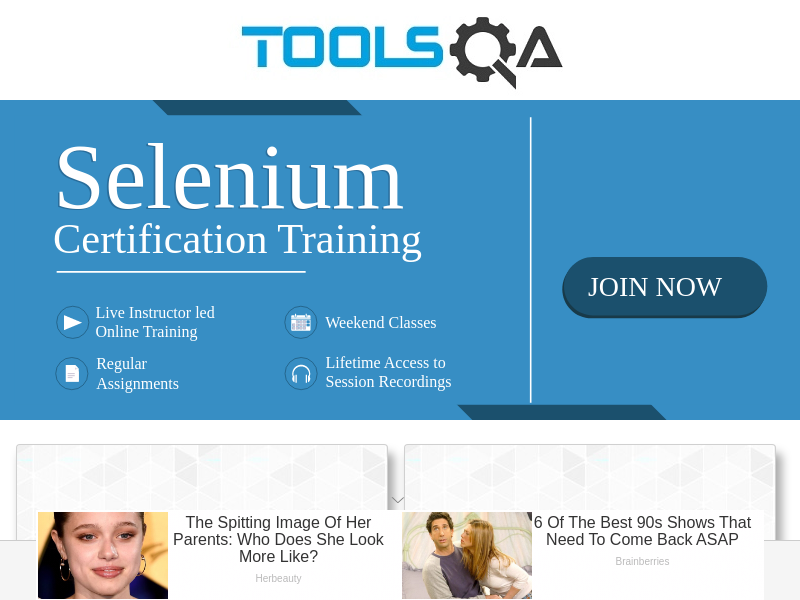 TOOLSQA
Selenium
Certification Training
JOIN NOW
Live Instructor led
Online Training
Weekend Classes
Regular
Assignments
Lifetime Access to
Session Recordings
The Spitting Image Of Her
Parents: Who Does She Look
More Like?
Herbeauty
6 Of The Best 90s Shows That
Need To Come Back ASAP
Brainberries